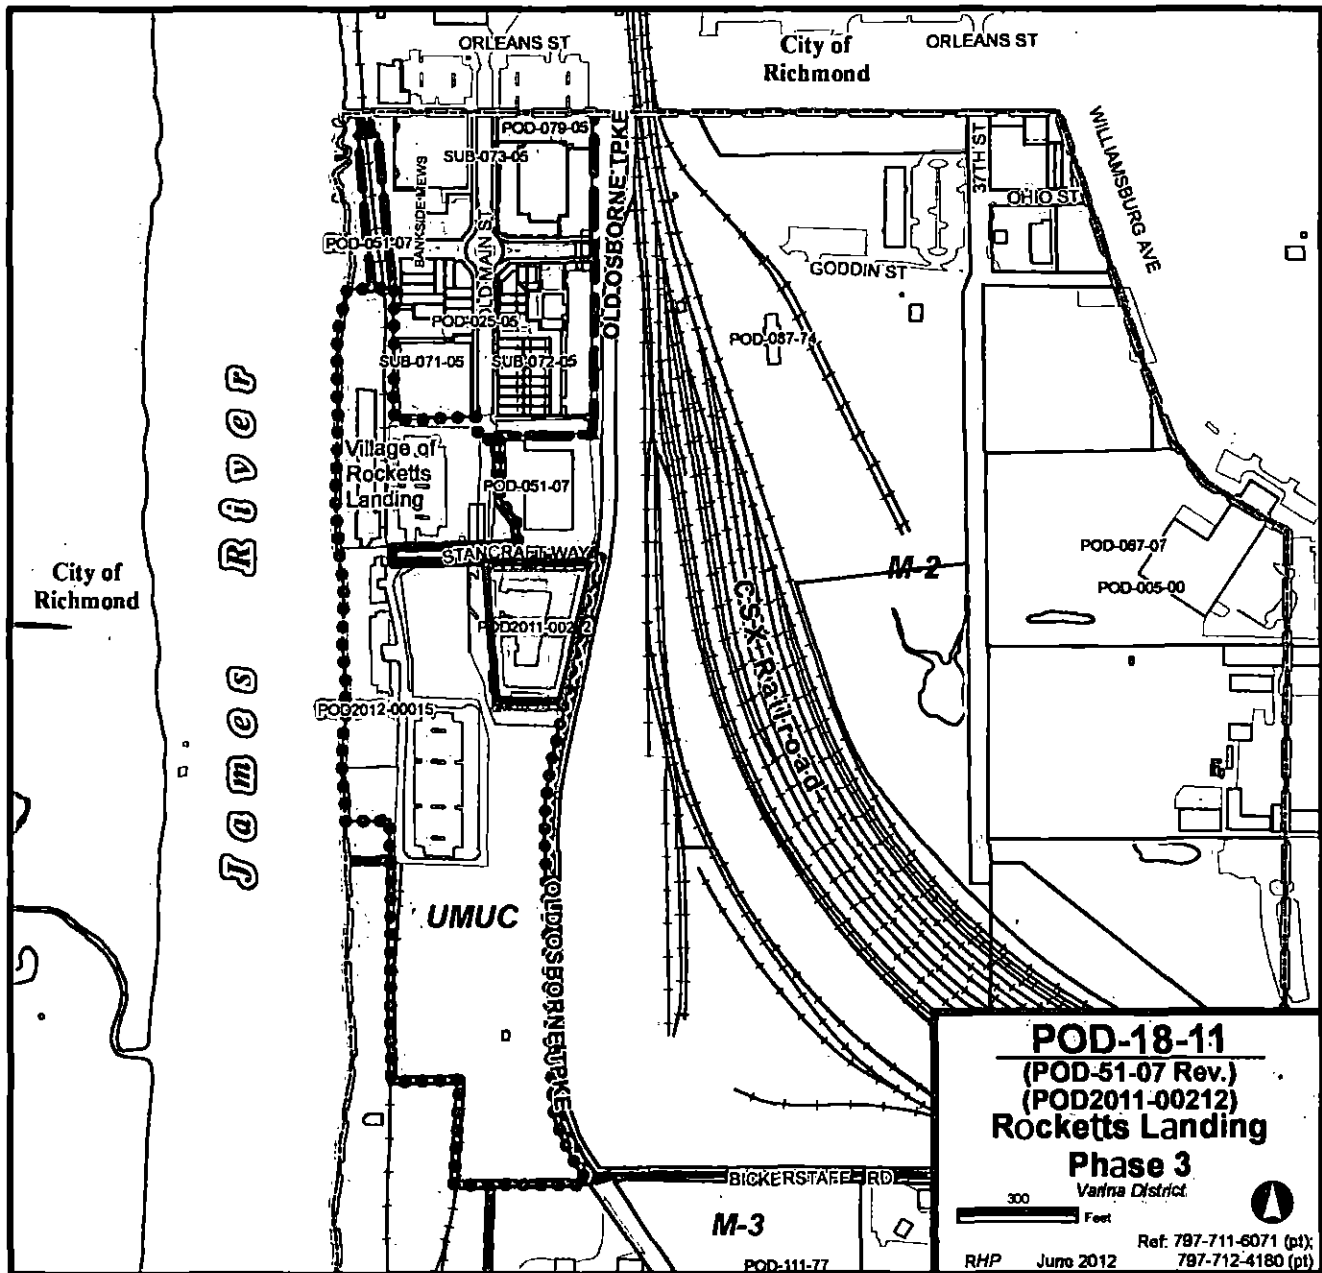 ORLEANS ST
City of
Richmond
ORLEANS ST
POD-079-05
SUB-073-05
BANKSIDE MEWS
OLD MAIN ST
OLD OSBORNE TPKE
37TH ST
WILLIAMSBURG AVE
OHIO ST
POD-051-07
GODDIN ST
POD-025-05
POD-087-74
SUB-071-05
SUB-072-05
James River
Village of
Rocketts
Landing
POD-051-07
STANCRAFT WAY
City of
Richmond
M-2
POD-067-07
POD-005-00
CSX Railroad
POD2011-00212
POD2012-00015
UMUC
OLD OSBORNE TPKE
BICKERSTAFF RD
M-3
POD-111-77
POD-18-11
(POD-51-07 Rev.)
(POD2011-00212)
Rocketts Landing
Phase 3
Varina District
300
Feet
Ref: 797-711-6071 (pt);
797-712-4180 (pt)
RHP June 2012